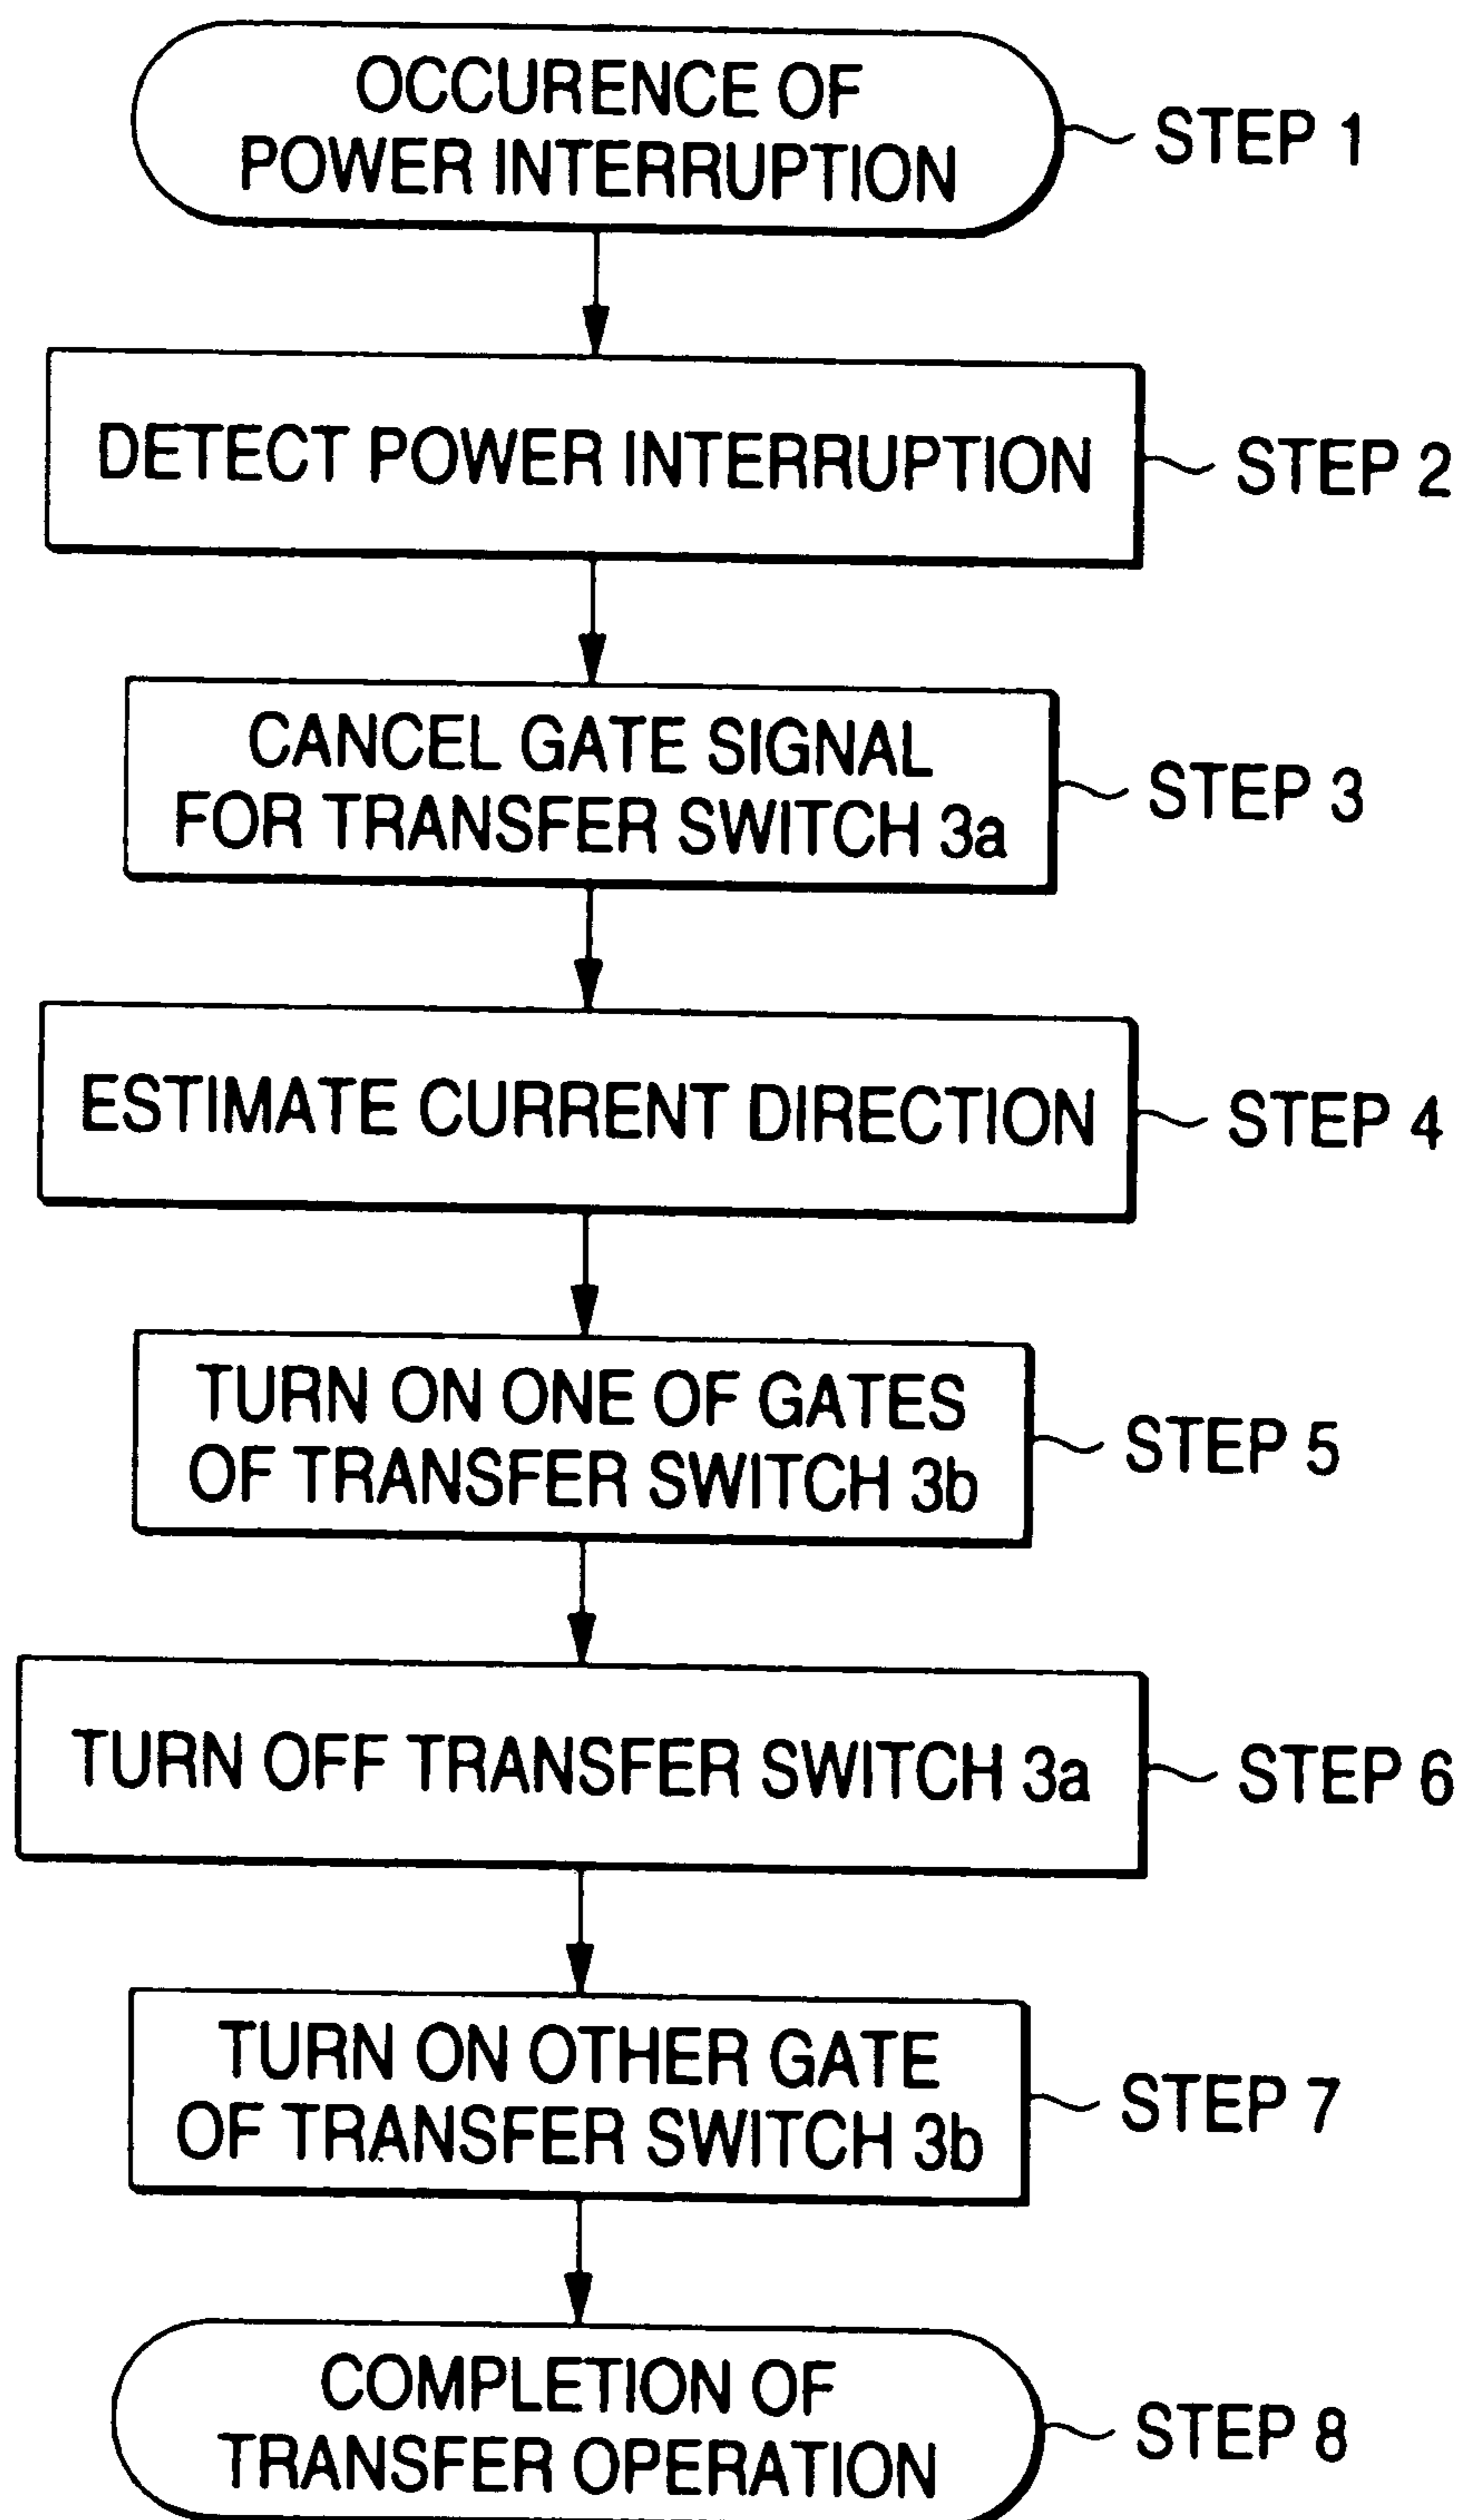 OCCURENCE OF
POWER INTERRUPTION
STEP 1
DETECT POWER INTERRUPTION
STEP 2
CANCEL GATE SIGNAL
FOR TRANSFER SWITCH 3a
STEP 3
ESTIMATE CURRENT DIRECTION
STEP 4
TURN ON ONE OF GATES
OF TRANSFER SWITCH 3b
STEP 5
TURN OFF TRANSFER SWITCH 3a
STEP 6
TURN ON OTHER GATE
OF TRANSFER SWITCH 3b
STEP 7
COMPLETION OF
TRANSFER OPERATION
STEP 8